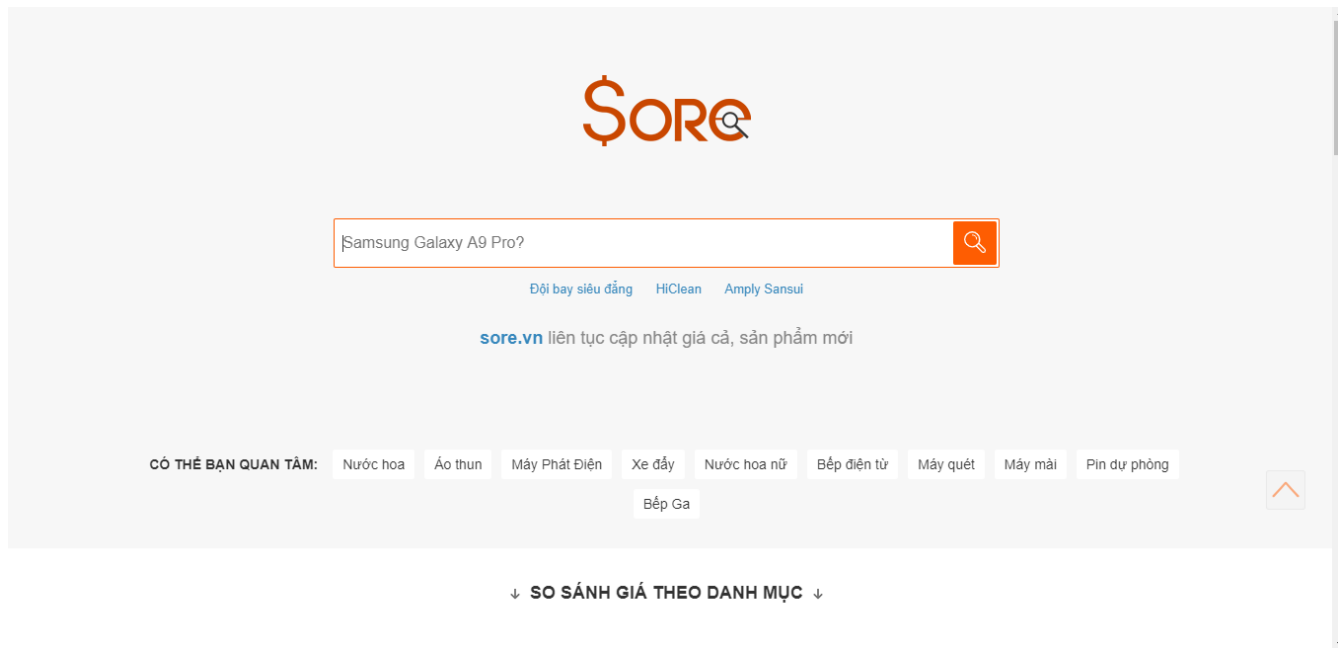 $ORe
Samsung Galaxy A9 Pro?
Đội bay siêu đẳng HiClean Amply Sansui
sore.vn liên tục cập nhật giá cả, sản phẩm mới
CÓ THỂ BẠN QUAN TÂM: Nước hoa Áo thun Máy Phát Điện Xe đẩy Nước hoa nữ Bếp điện từ Máy quét Máy mài Pin dự phòng
Bếp Ga
↓ SO SÁNH GIÁ THEO DANH MỤC ↓